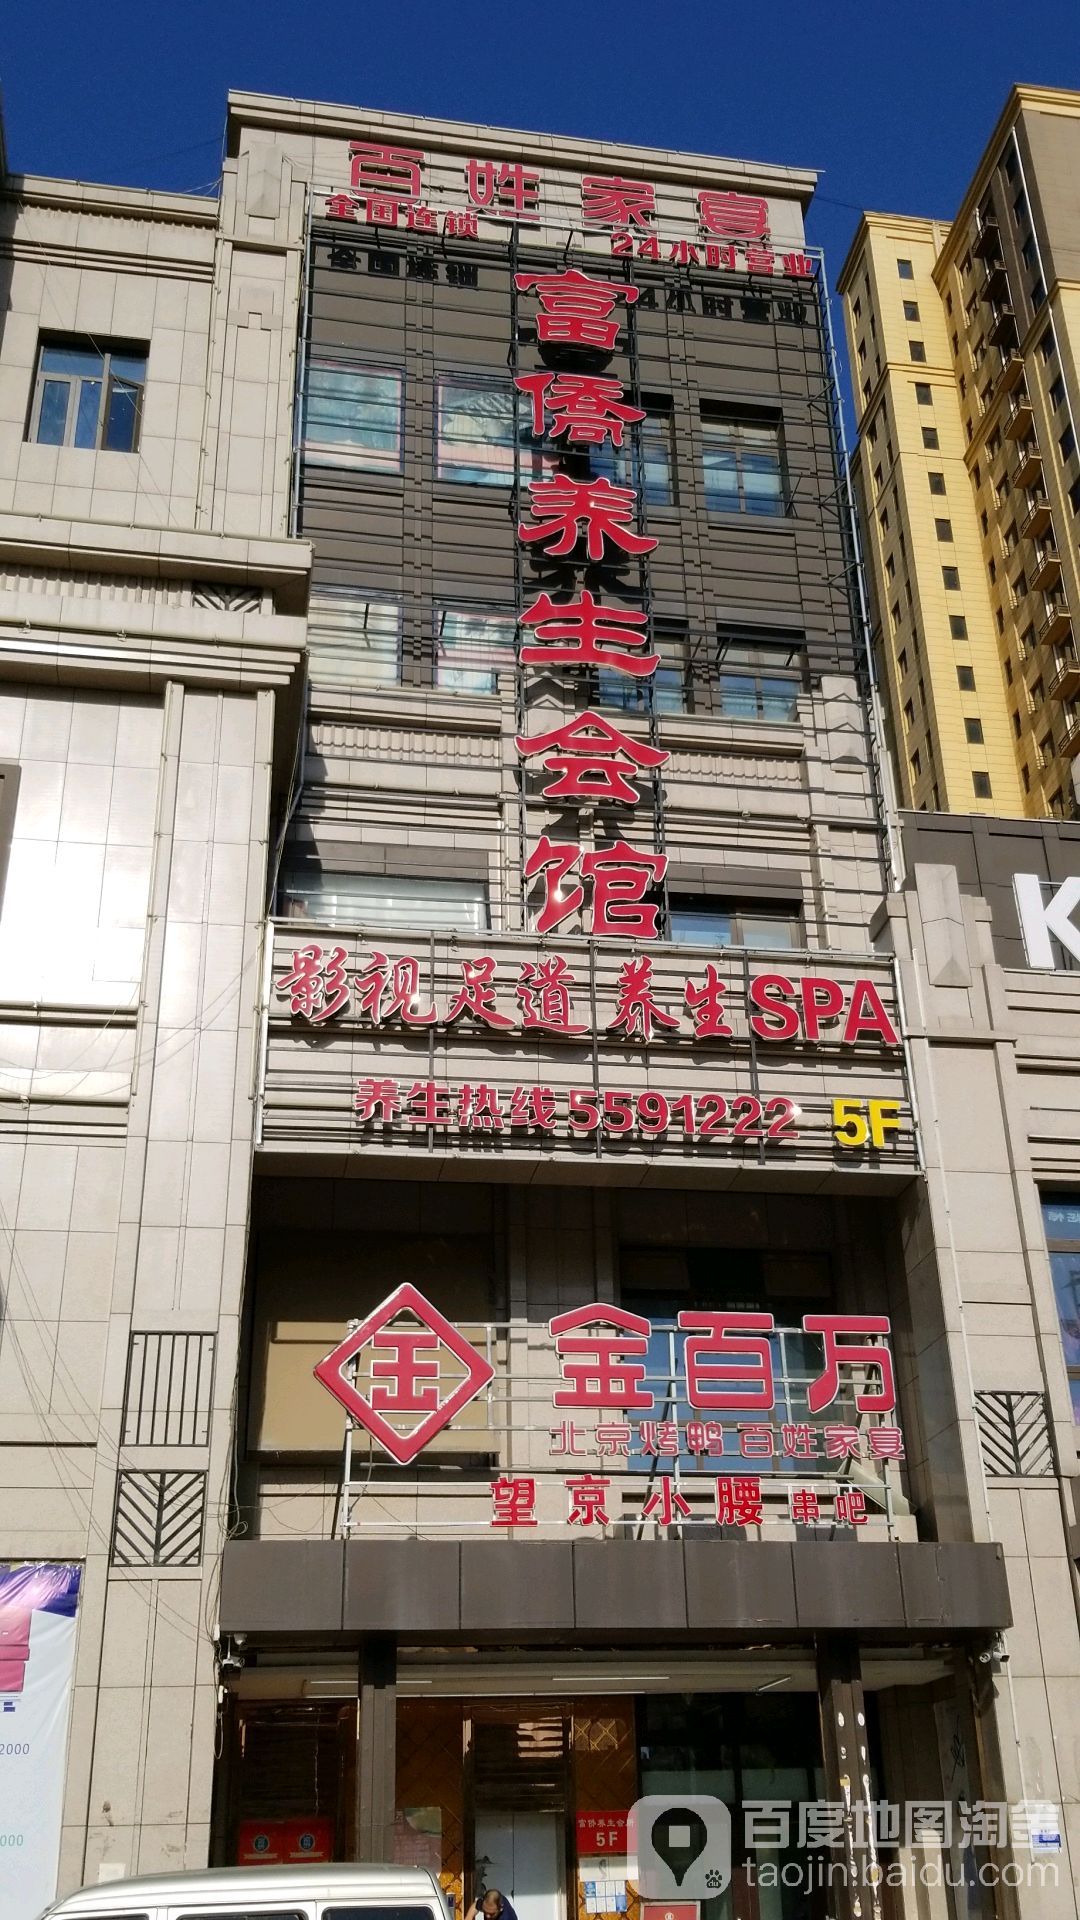 百姓家宴
全国连锁
24小时营业
富侨养生会馆
影视足道 养生SPA
养生热线5591222 5F
K
金 金百万
北京烤鸭 百姓家宴
望京小腰串吧
2000
0000
富侨养生会所
5F
百度地图淘金
taojin.baidu.com